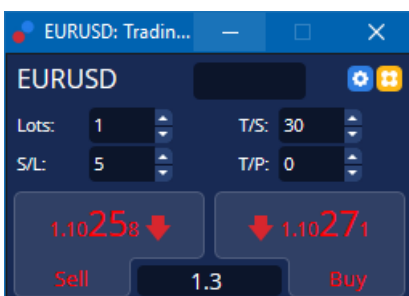 EURUSD: Tradin...
EURUSD
Lots: 1 T/S: 30
S/L: 5 T/P: 0
1.10258 1.10271
Sell 1.3 Buy